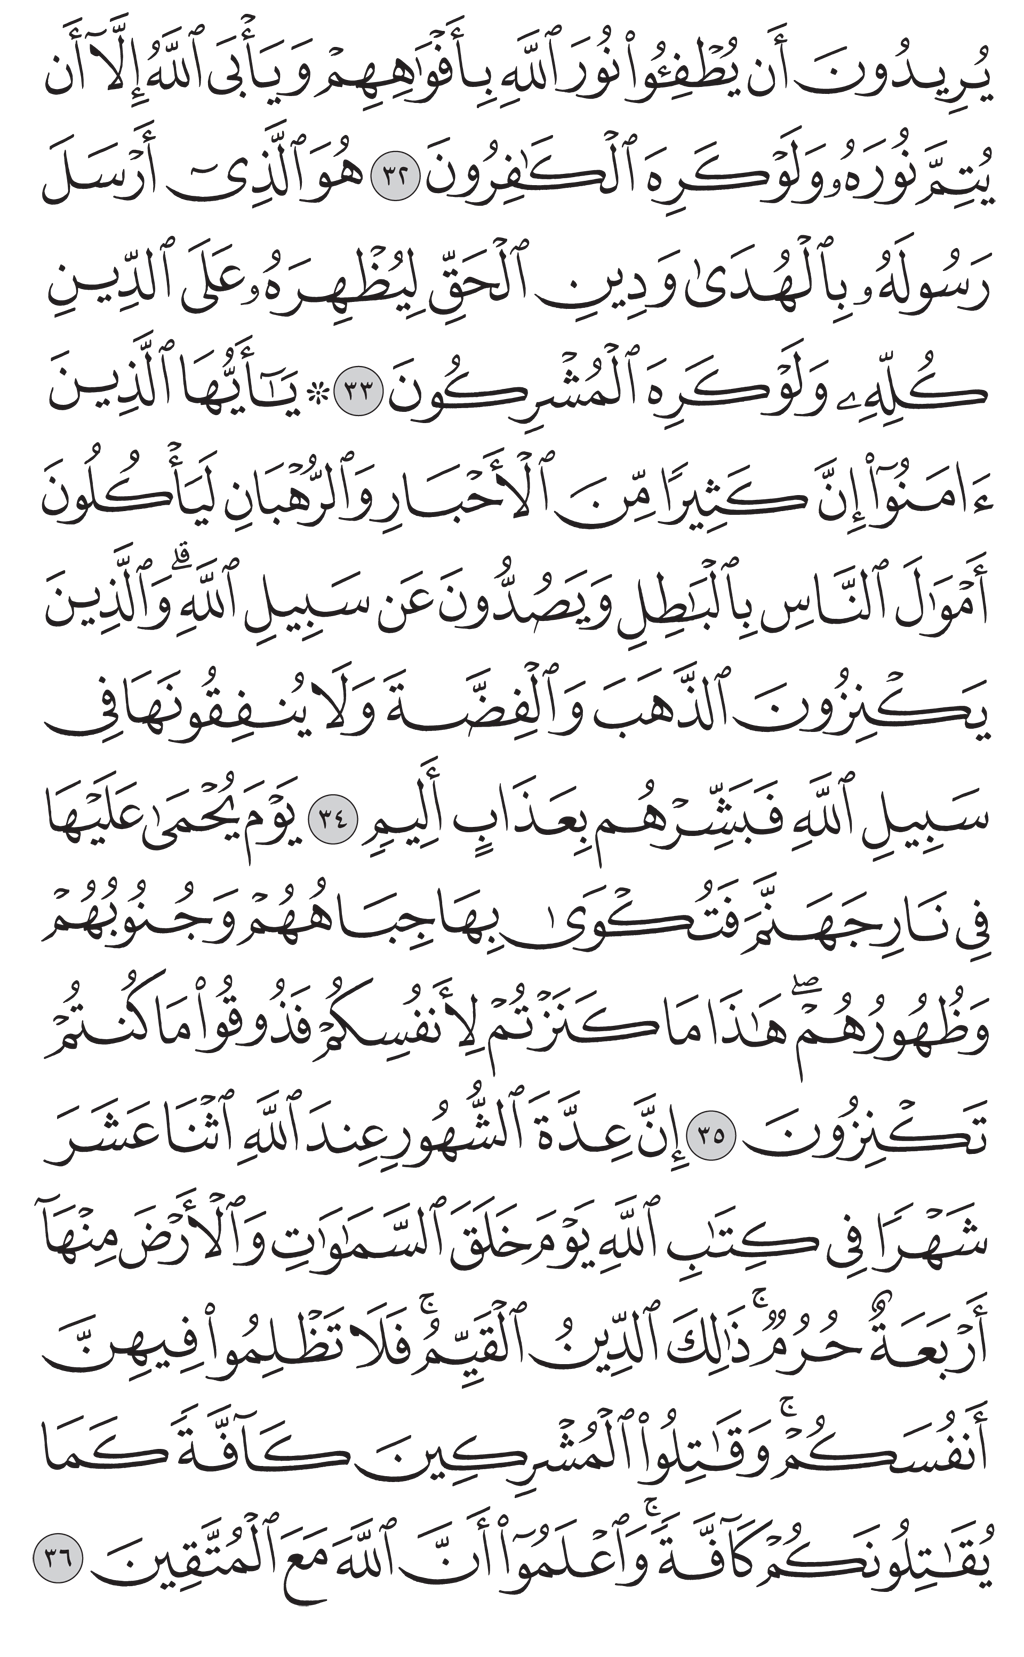 يُرِيدُونَ أَن يُطۡفِـُٔواْ نُورَ ٱللَّهِ بِأَفۡوَٰهِهِمۡ وَيَأۡبَى ٱللَّهُ إِلَّآ أَن
يُتِمَّ نُورَهُۥ وَلَوۡ كَرِهَ ٱلۡكَٰفِرُونَ ٣٢ هُوَ ٱلَّذِيٓ أَرۡسَلَ
رَسُولَهُۥ بِٱلۡهُدَىٰ وَدِينِ ٱلۡحَقِّ لِيُظۡهِرَهُۥ عَلَى ٱلدِّينِ
كُلِّهِۦ وَلَوۡ كَرِهَ ٱلۡمُشۡرِكُونَ ٣٣ ۞ يَٰٓأَيُّهَا ٱلَّذِينَ
ءَامَنُوٓاْ إِنَّ كَثِيرٗا مِّنَ ٱلۡأَحۡبَارِ وَٱلرُّهۡبَانِ لَيَأۡكُلُونَ
أَمۡوَٰلَ ٱلنَّاسِ بِٱلۡبَٰطِلِ وَيَصُدُّونَ عَن سَبِيلِ ٱللَّهِۗ وَٱلَّذِينَ
يَكۡنِزُونَ ٱلذَّهَبَ وَٱلۡفِضَّةَ وَلَا يُنفِقُونَهَا فِي
سَبِيلِ ٱللَّهِ فَبَشِّرۡهُم بِعَذَابٍ أَلِيمٖ ٣٤ يَوۡمَ يُحۡمَىٰ عَلَيۡهَا
فِي نَارِ جَهَنَّمَ فَتُكۡوَىٰ بِهَا جِبَاهُهُمۡ وَجُنُوبُهُمۡ
وَظُهُورُهُمۡۖ هَٰذَا مَا كَنَزۡتُمۡ لِأَنفُسِكُمۡ فَذُوقُواْ مَا كُنتُمۡ
تَكۡنِزُونَ ٣٥ إِنَّ عِدَّةَ ٱلشُّهُورِ عِندَ ٱللَّهِ ٱثۡنَا عَشَرَ
شَهۡرٗا فِي كِتَٰبِ ٱللَّهِ يَوۡمَ خَلَقَ ٱلسَّمَٰوَٰتِ وَٱلۡأَرۡضَ مِنۡهَآ
أَرۡبَعَةٌ حُرُمٞۚ ذَٰلِكَ ٱلدِّينُ ٱلۡقَيِّمُۚ فَلَا تَظۡلِمُواْ فِيهِنَّ
أَنفُسَكُمۡۚ وَقَٰتِلُواْ ٱلۡمُشۡرِكِينَ كَآفَّةٗ كَمَا
يُقَٰتِلُونَكُمۡ كَآفَّةٗۚ وَٱعۡلَمُوٓاْ أَنَّ ٱللَّهَ مَعَ ٱلۡمُتَّقِينَ ٣٦